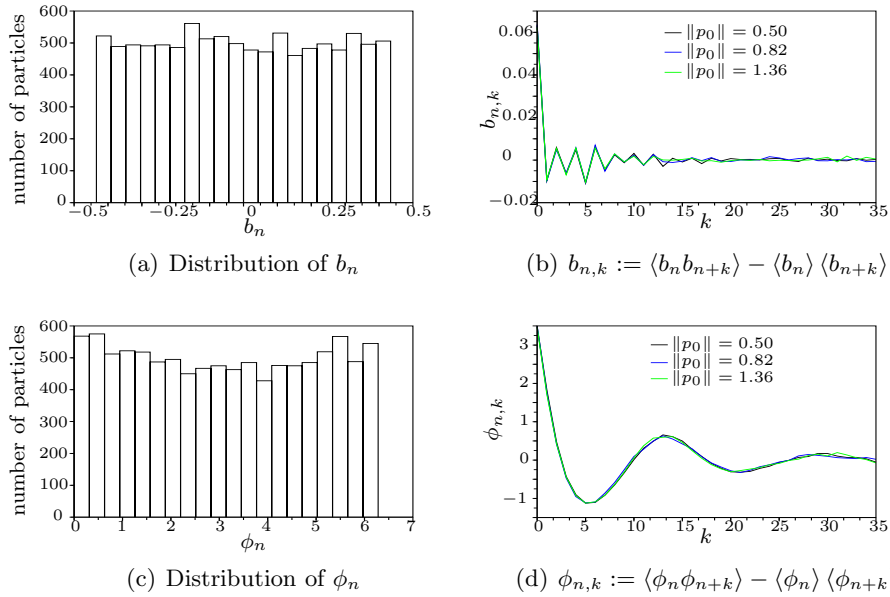 600
500
400
300
200
100
0
number of particles
−0.5 −0.25 0 0.25 0.5
b_n
(a) Distribution of b_n
0.06
0.04
0.02
0
−0.02
b_{n,k}
‖p_0‖ = 0.50
‖p_0‖ = 0.82
‖p_0‖ = 1.36
0 5 10 15 20 25 30 35
k
(b) b_{n,k} := ⟨b_n b_{n+k}⟩ − ⟨b_n⟩ ⟨b_{n+k}⟩
600
500
400
300
200
100
0
number of particles
0 1 2 3 4 5 6 7
ϕ_n
(c) Distribution of ϕ_n
3
2
1
0
−1
ϕ_{n,k}
‖p_0‖ = 0.50
‖p_0‖ = 0.82
‖p_0‖ = 1.36
0 5 10 15 20 25 30 35
k
(d) ϕ_{n,k} := ⟨ϕ_n ϕ_{n+k}⟩ − ⟨ϕ_n⟩ ⟨ϕ_{n+k}